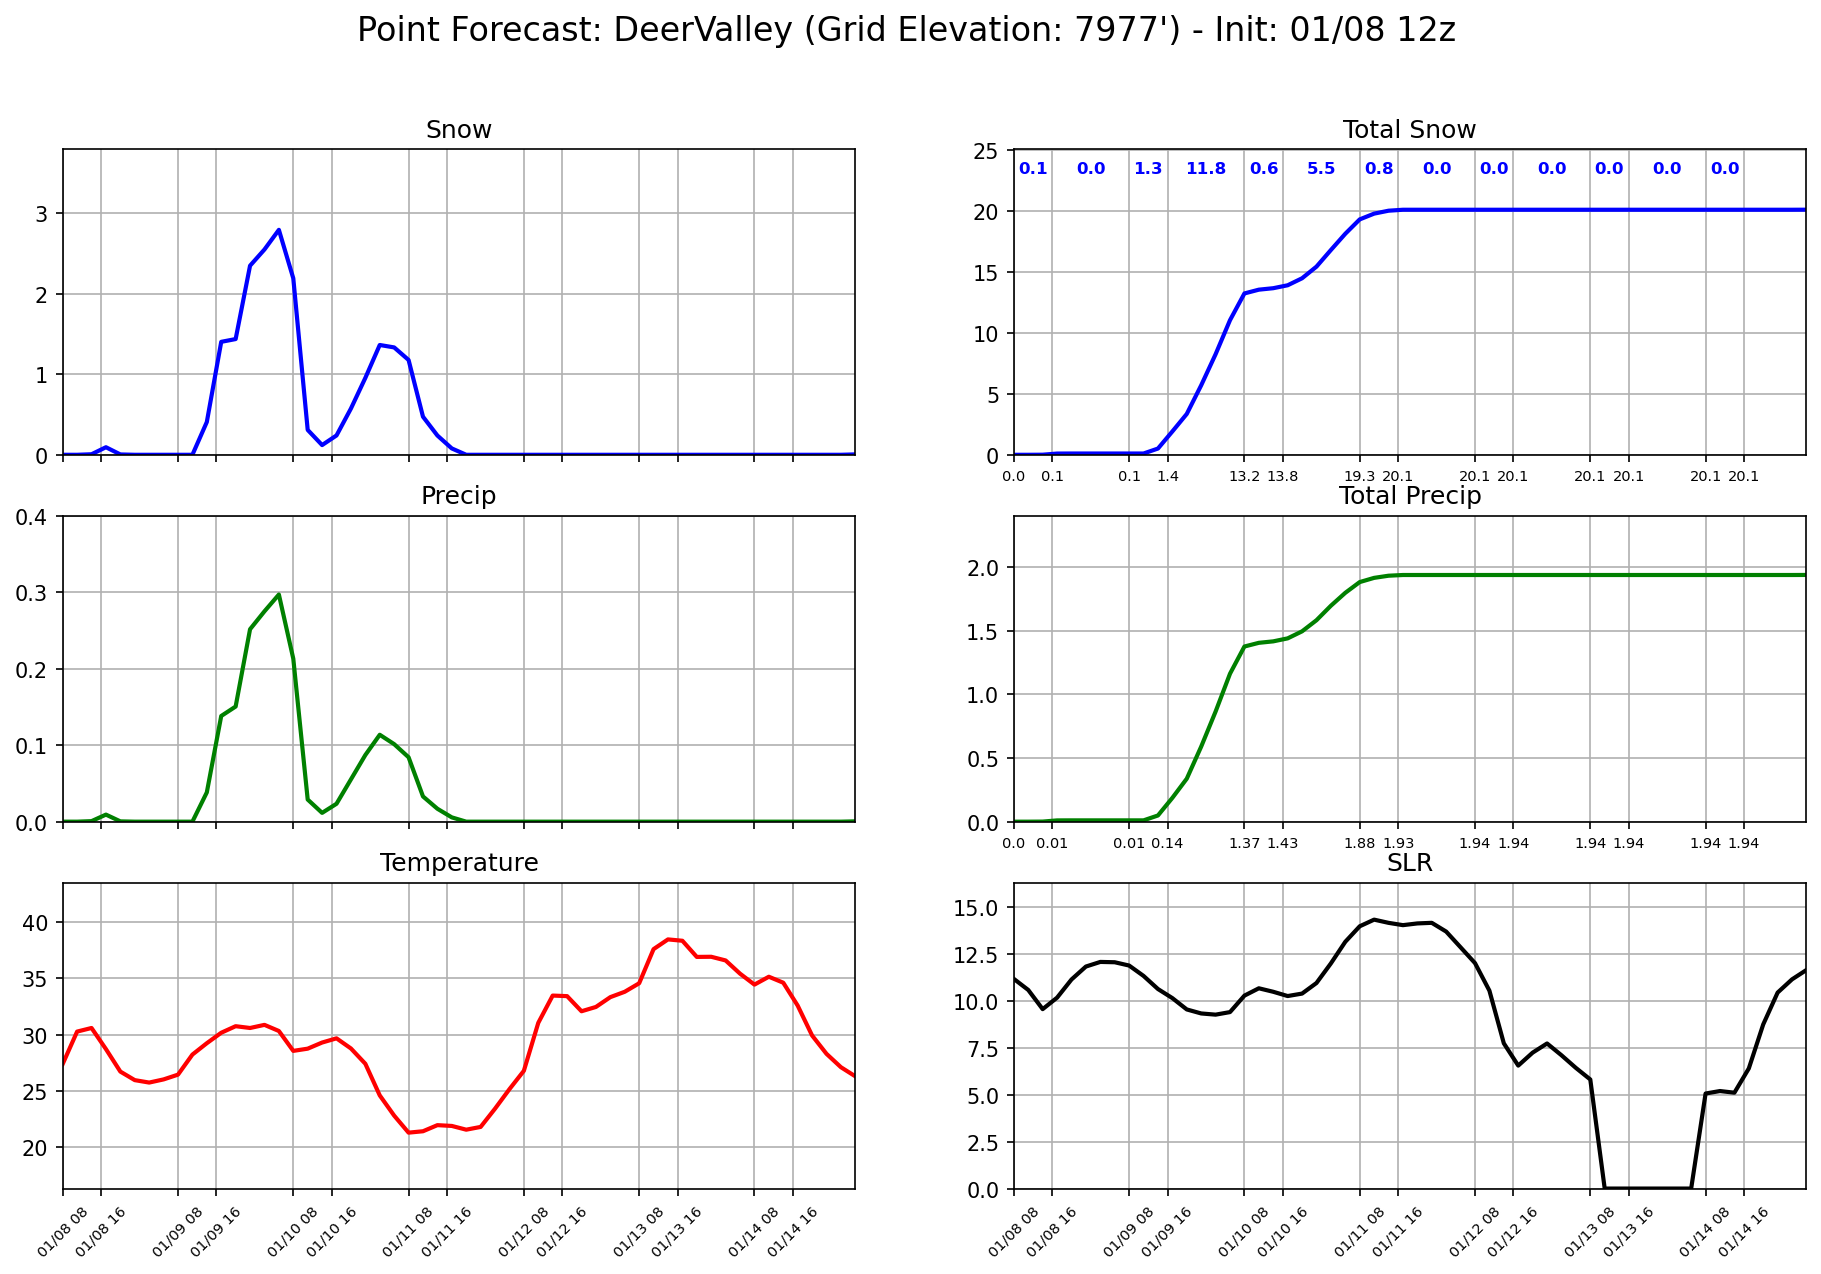 Point Forecast: DeerValley (Grid Elevation: 7977') - Init: 01/08 12z
Snow
3
2
1
0
Total Snow
25
20
15
10
5
0
0.1 0.0 1.3 11.8 0.6 5.5 0.8 0.0 0.0 0.0 0.0 0.0 0.0
0.0 0.1 0.1 1.4 13.2 13.8 19.3 20.1 20.1 20.1 20.1 20.1 20.1 20.1
Precip
0.4
0.3
0.2
0.1
0.0
Total Precip
2.0
1.5
1.0
0.5
0.0
0.0 0.01 0.01 0.14 1.37 1.43 1.88 1.93 1.94 1.94 1.94 1.94 1.94 1.94
Temperature
40
35
30
25
20
01/08 08 01/08 16 01/09 08 01/09 16 01/10 08 01/10 16 01/11 08 01/11 16 01/12 08 01/12 16 01/13 08 01/13 16 01/14 08 01/14 16
SLR
15.0
12.5
10.0
7.5
5.0
2.5
0.0
01/08 08 01/08 16 01/09 08 01/09 16 01/10 08 01/10 16 01/11 08 01/11 16 01/12 08 01/12 16 01/13 08 01/13 16 01/14 08 01/14 16